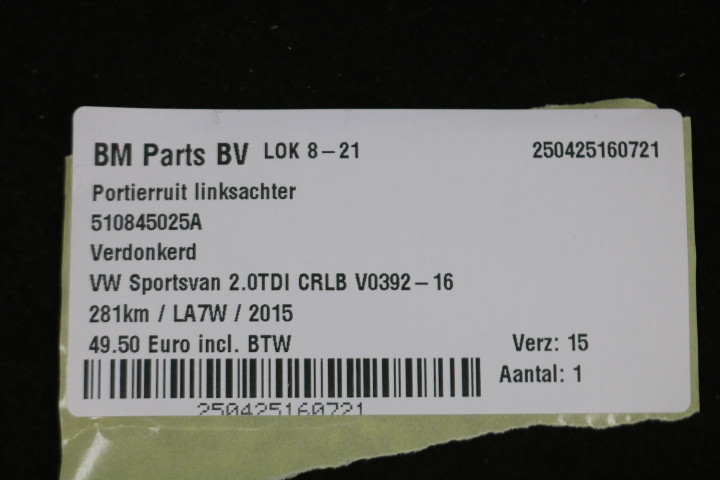 BM Parts BV LOK 8-21 250425160721
Portierruit linksachter
510845025A
Verdonkerd
VW Sportsvan 2.0TDI CRLB V0392-16
281km / LA7W / 2015
49.50 Euro incl. BTW Verz: 15
Aantal: 1
250425160721